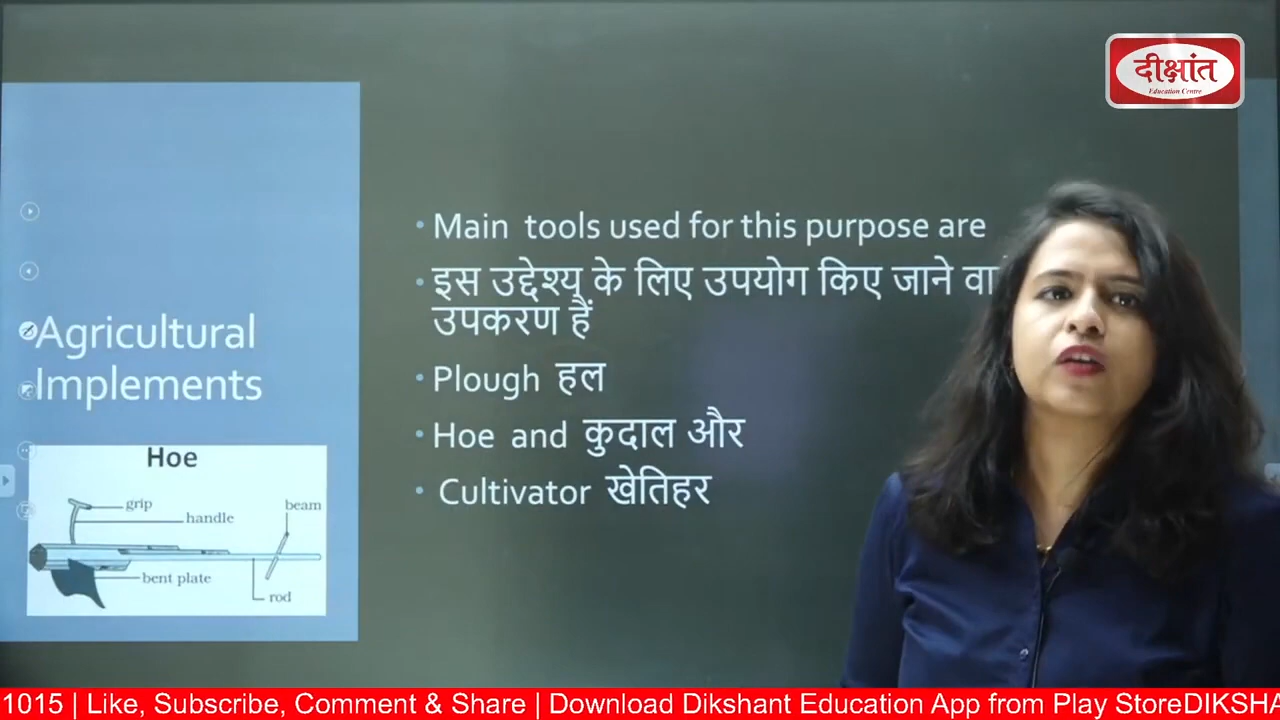 दीक्षांत
Education Centre
Agricultural
Implements
Hoe
grip
beam
handle
bent plate
rod
• Main tools used for this purpose are
• इस उद्देश्य के लिए उपयोग किए जाने वा
उपकरण हैं
• Plough हल
• Hoe and कुदाल और
• Cultivator खेतिहर
1015 | Like, Subscribe, Comment & Share | Download Dikshant Education App from Play StoreDIKSHA